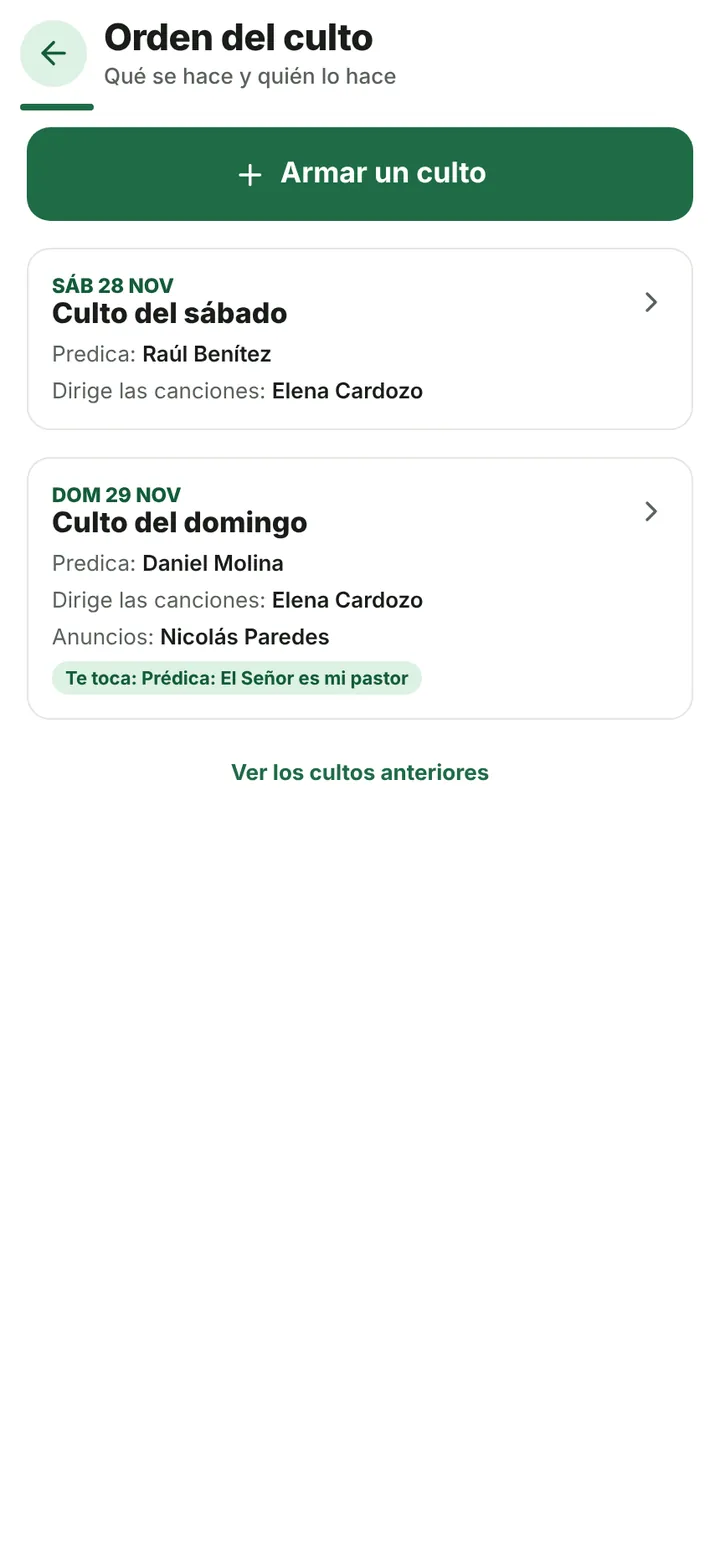 Orden del culto
Qué se hace y quién lo hace
Armar un culto
SÁB 28 NOV
Culto del sábado
Predica: Raúl Benítez
Dirige las canciones: Elena Cardozo
DOM 29 NOV
Culto del domingo
Predica: Daniel Molina
Dirige las canciones: Elena Cardozo
Anuncios: Nicolás Paredes
Te toca: Prédica: El Señor es mi pastor
Ver los cultos anteriores